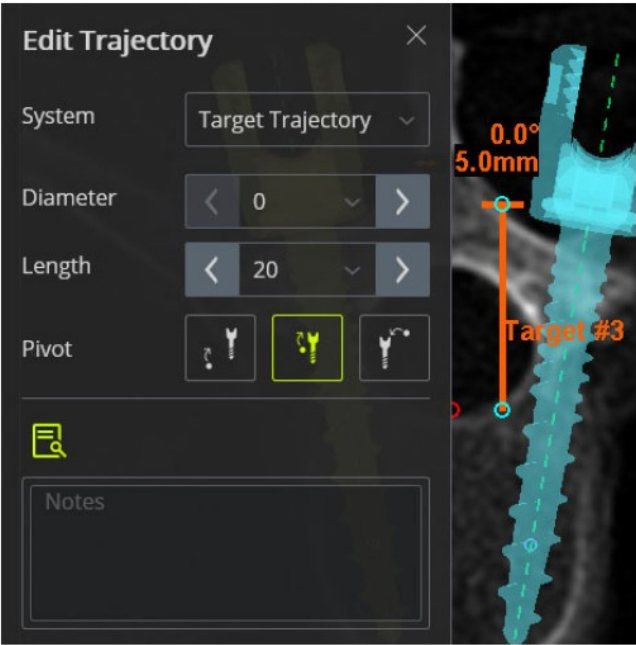 Edit Trajectory
System
Target Trajectory
Diameter
0
Length
20
Pivot
Notes
0.0°
5.0mm
Target #3